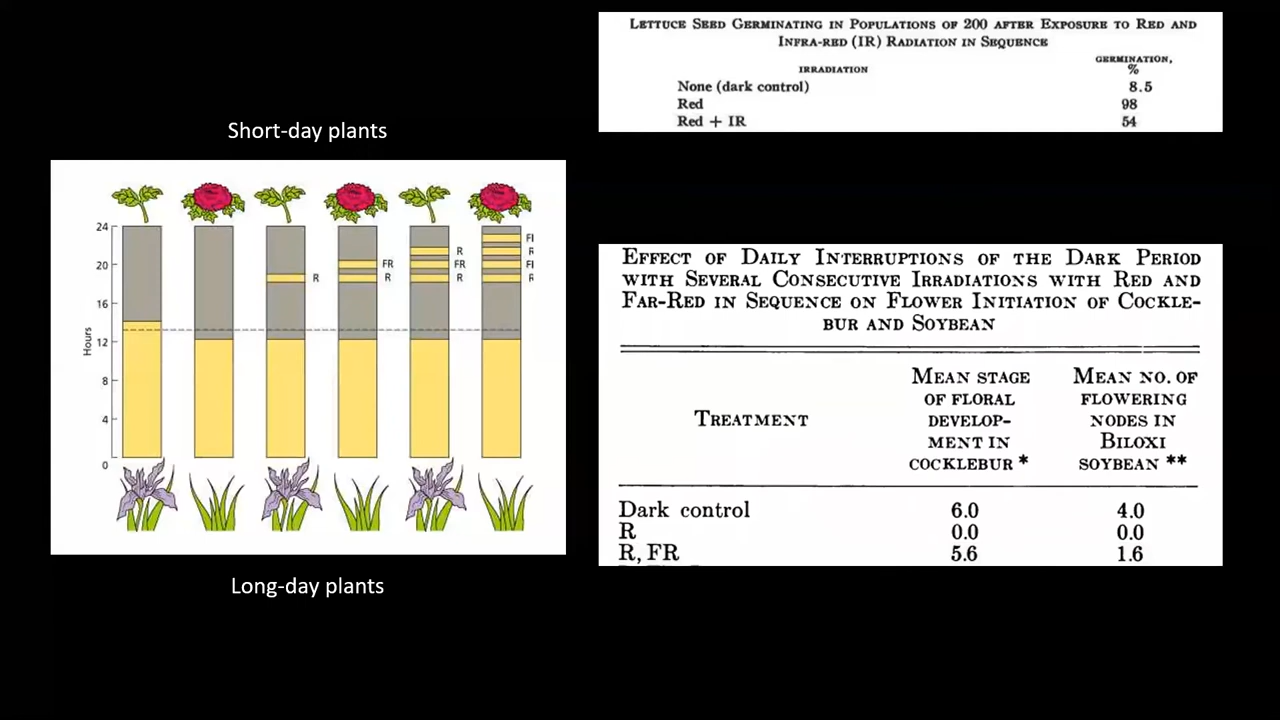 Short-day plants
24
20
16
12
8
4
0
Hours
R
FR
R
R
FR
R
R
R
Long-day plants
Lettuce Seed Germinating in Populations of 200 after Exposure to Red and
Infra-red (IR) Radiation in Sequence
IRRADIATION GERMINATION, %
None (dark control) 8.5
Red 98
Red + IR 54
Effect of Daily Interruptions of the Dark Period
with Several Consecutive Irradiations with Red and
Far-Red in Sequence on Flower Initiation of Cockle-
bur and Soybean
Treatment
Mean stage
of floral
develop-
ment in
cocklebur *
Mean no. of
flowering
nodes in
Biloxi
soybean **
Dark control 6.0 4.0
R 0.0 0.0
R, FR 5.6 1.6